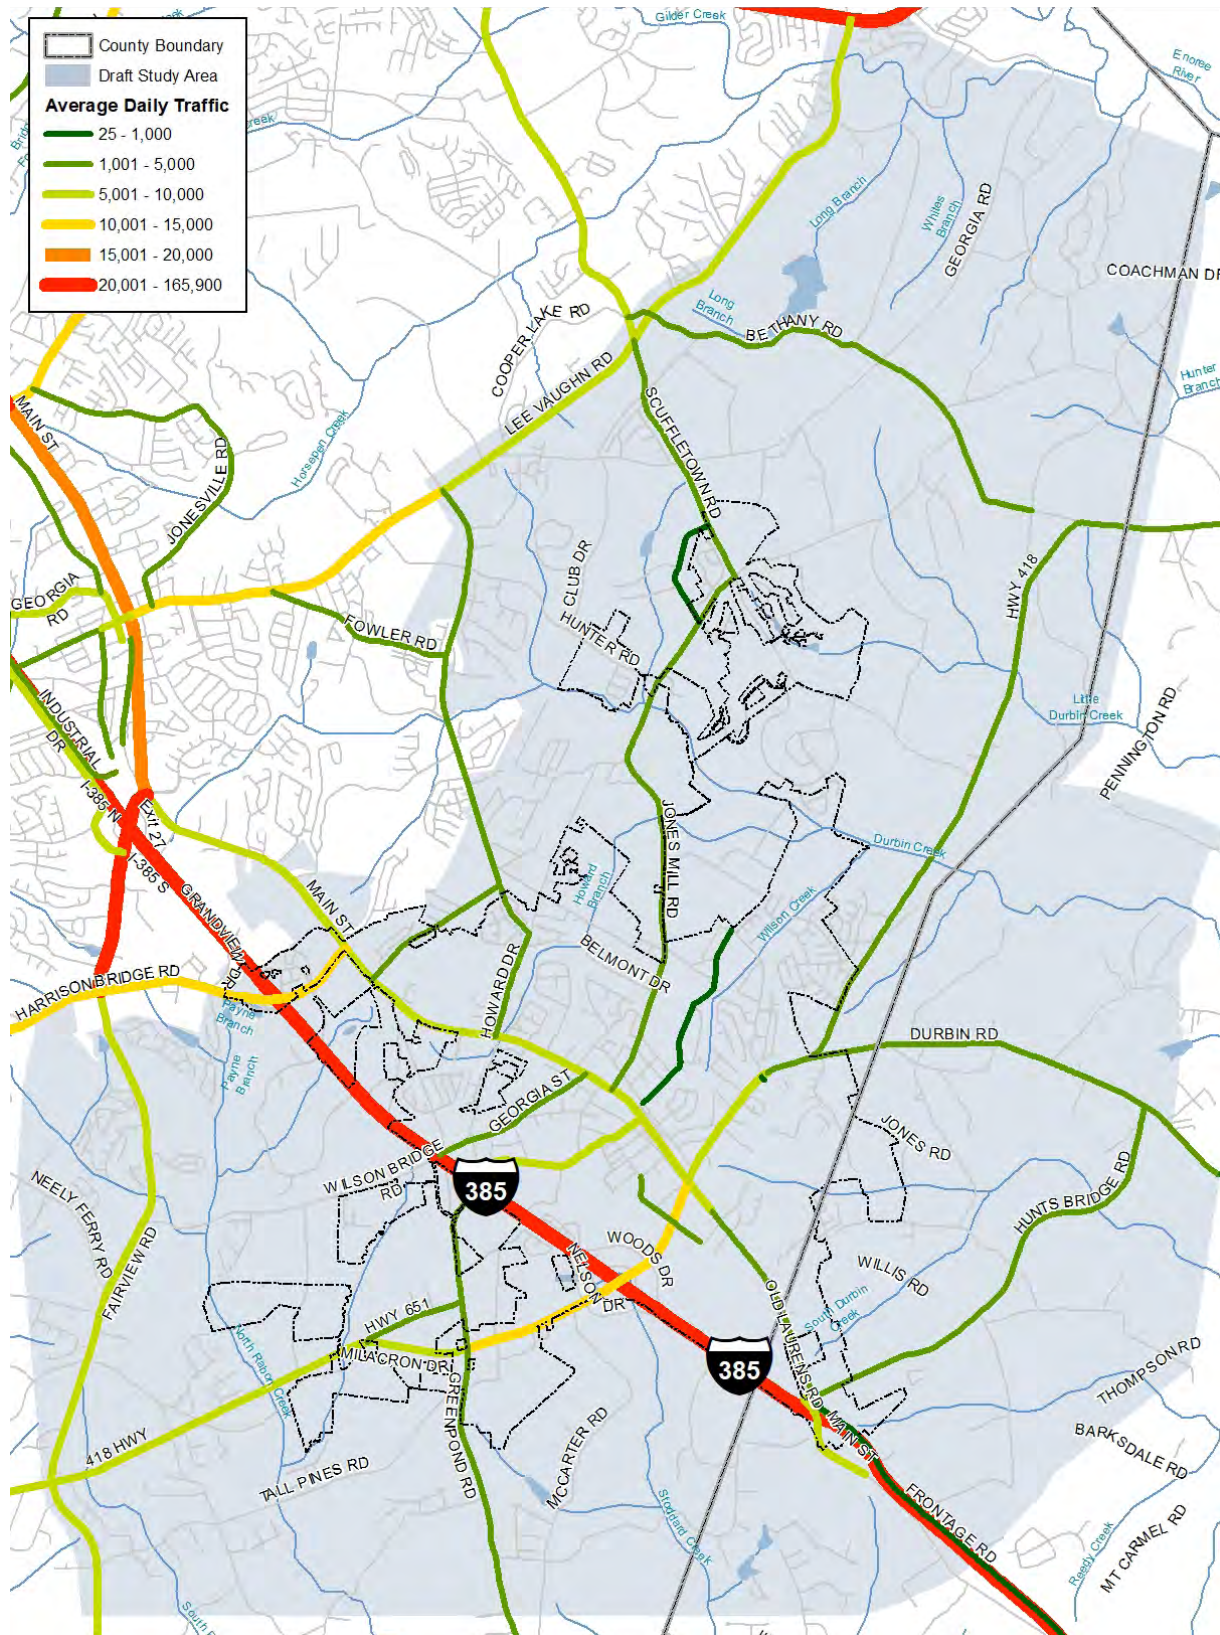 County Boundary
Draft Study Area
Average Daily Traffic
25 - 1,000
1,001 - 5,000
5,001 - 10,000
10,001 - 15,000
15,001 - 20,000
20,001 - 165,900
Gilder Creek
Enoree
River
Long Branch
Whites
Branch
GEORGIA RD
COACHMAN DR
Long
Branch
BETHANY RD
COOPER LAKE RD
LEE VAUGHN RD
Hunter
Branch
SCUFFLETOWN RD
MAIN ST
Horsepen Creek
JONESVILLE RD
CLUB DR
HUNTER RD
HWY 418
GEORGIA
RD
FOWLER RD
Little
Durbin Creek
PENNINGTON RD
INDUSTRIAL
DR
I-385 N
Exit 27
I-385 S
JONES MILL RD
Durbin Creek
GRANDVIEW DR
MAIN ST
Howard
Branch
Wilson Creek
BELMONT DR
HOWARD DR
HARRISON BRIDGE RD
Payne
Branch
Payne
Branch
DURBIN RD
GEORGIA ST
JONES RD
WILSON BRIDGE
RD
385
NEELY FERRY RD
FAIRVIEW RD
HUNTS BRIDGE RD
WOODS DR
NELSON
DR
WILLIS RD
OLD LAURENS RD
South Durbin
Creek
HWY 651
North Rabon Creek
MILACRON DR
385
THOMPSON RD
GREENPOND RD
MCCARTER RD
MAIN ST
BARKSDALE RD
418 HWY
TALL PINES RD
FRONTAGE RD
Stoddard Creek
Reedy Creek
MT CARMEL RD